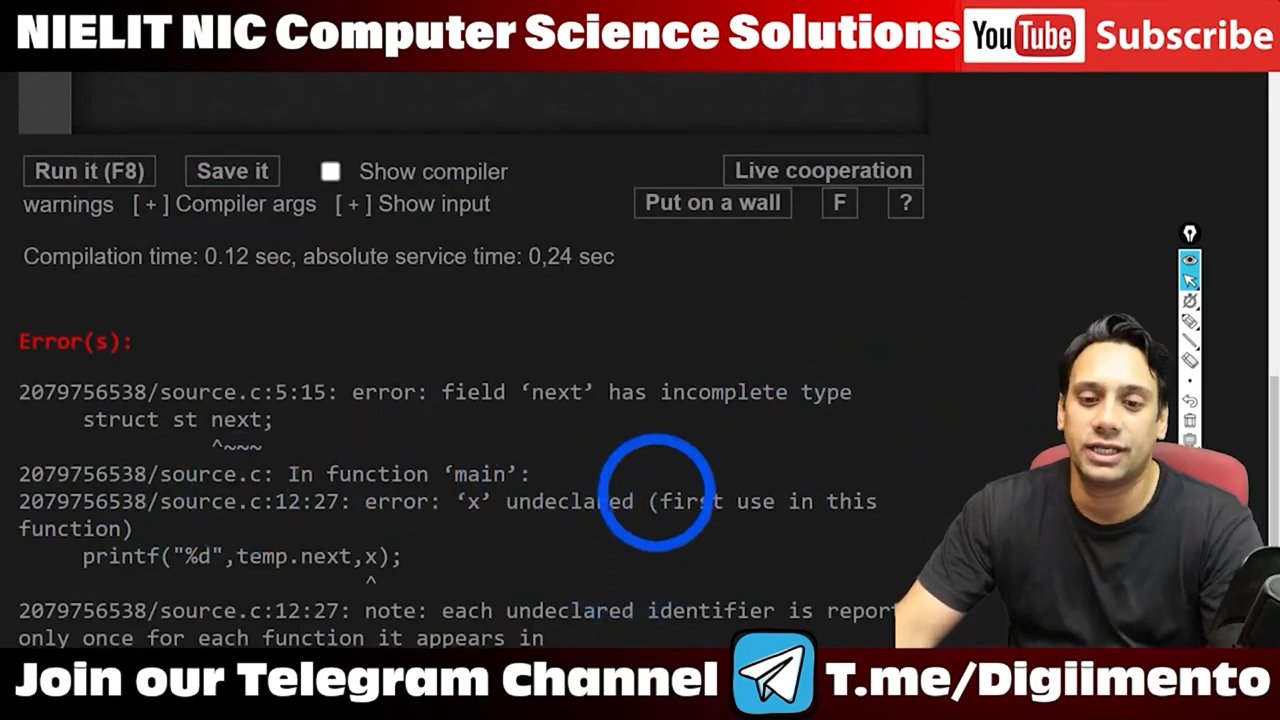 NIELIT NIC Computer Science Solutions YouTube Subscribe
Run it (F8) Save it Show compiler Live cooperation
warnings [ + ] Compiler args [ + ] Show input Put on a wall F ?
Compilation time: 0.12 sec, absolute service time: 0,24 sec
Error(s):
2079756538/source.c:5:15: error: field ‘next’ has incomplete type
struct st next;
^~~~
2079756538/source.c: In function ‘main’:
2079756538/source.c:12:27: error: ‘x’ undeclared (first use in this
function)
printf("%d",temp.next,x);
^
2079756538/source.c:12:27: note: each undeclared identifier is report
only once for each function it appears in
Join our Telegram Channel T.me/Digiimento